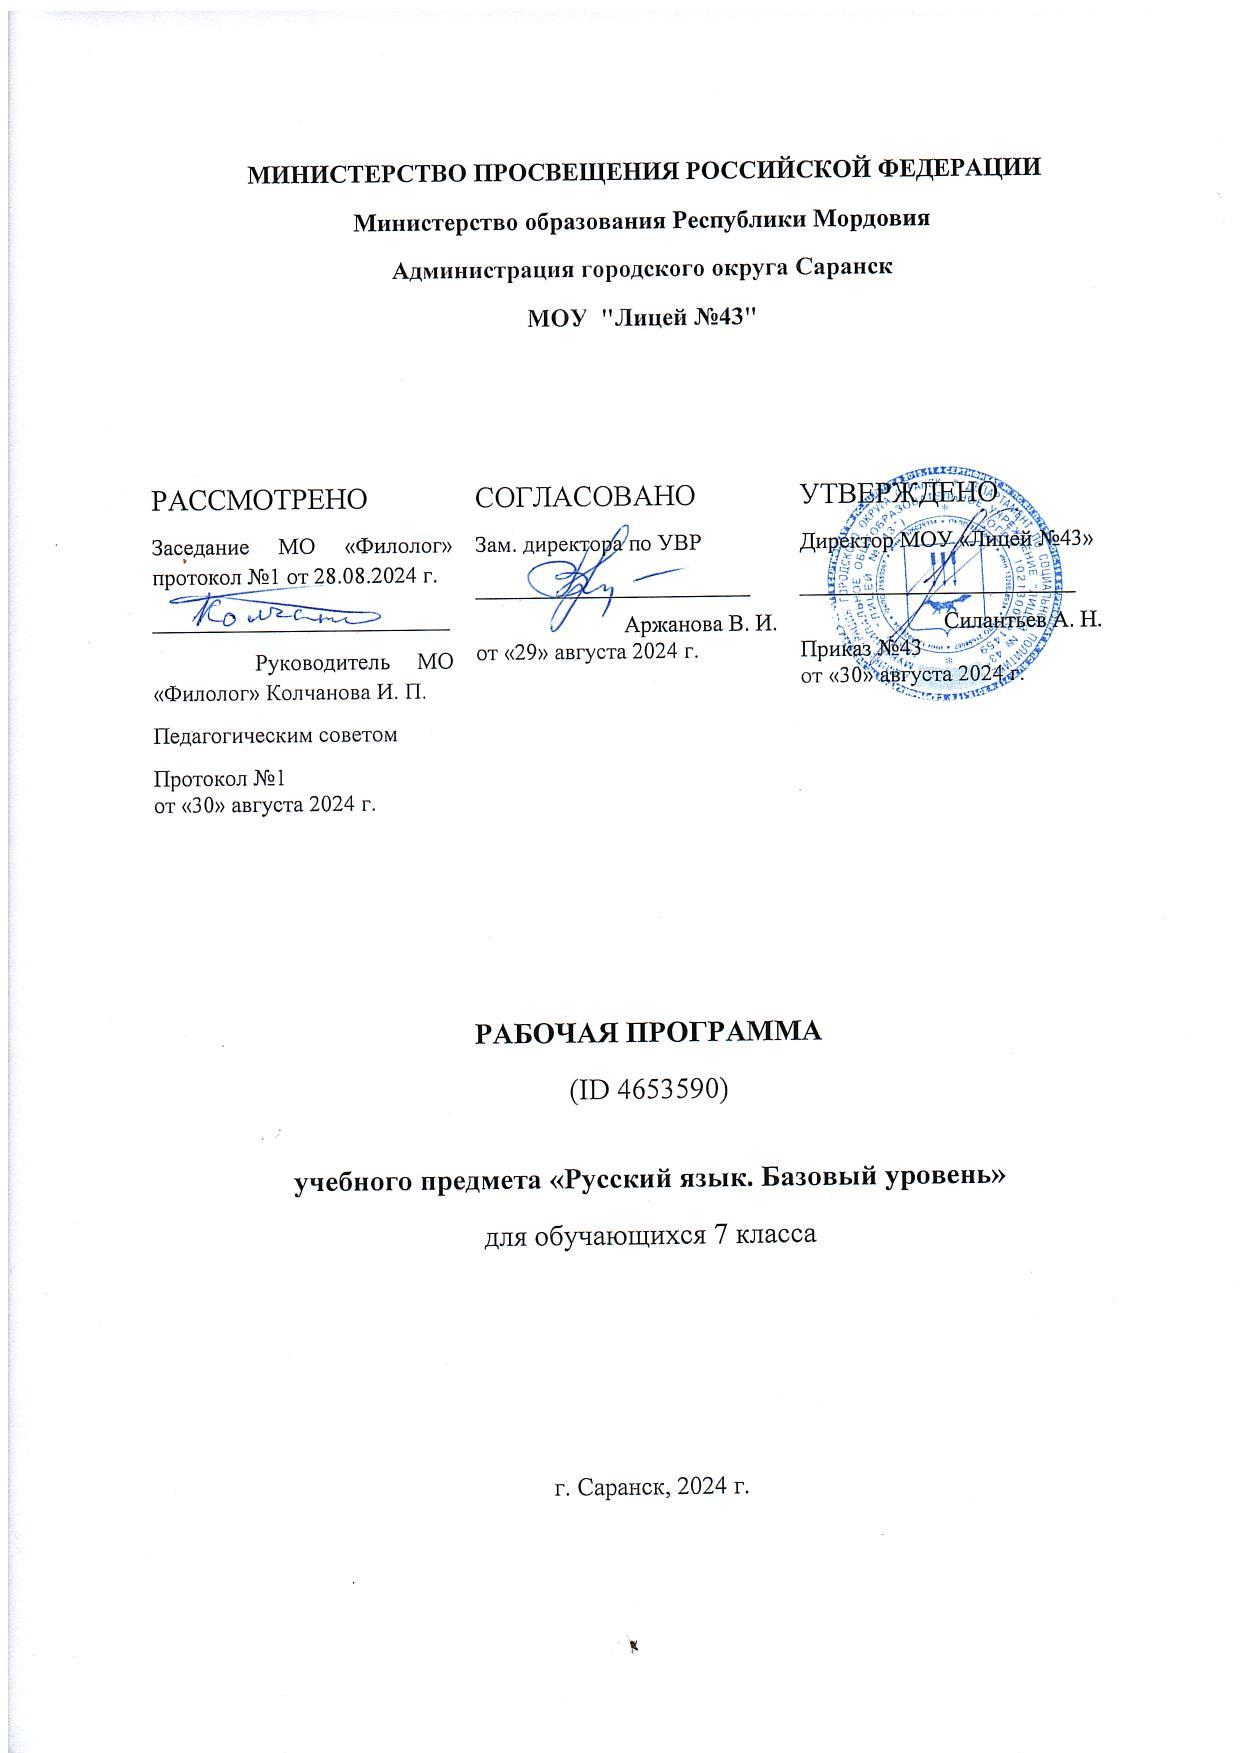 МИНИСТЕРСТВО ПРОСВЕЩЕНИЯ РОССИЙСКОЙ ФЕДЕРАЦИИ
Министерство образования Республики Мордовия
Администрация городского округа Саранск
МОУ "Лицей №43"
РАССМОТРЕНО
Заседание МО «Филолог»
протокол №1 от 28.08.2024 г.
Руководитель МО
«Филолог» Колчанова И. П.
Педагогическим советом
Протокол №1
от «30» августа 2024 г.
СОГЛАСОВАНО
Зам. директора по УВР
Аржанова В. И.
от «29» августа 2024 г.
УТВЕРЖДЕНО
Директор МОУ «Лицей №43»
Силантьев А. Н.
Приказ №43
от «30» августа 2024 г.
РАБОЧАЯ ПРОГРАММА
(ID 4653590)
учебного предмета «Русский язык. Базовый уровень»
для обучающихся 7 класса
г. Саранск, 2024 г.